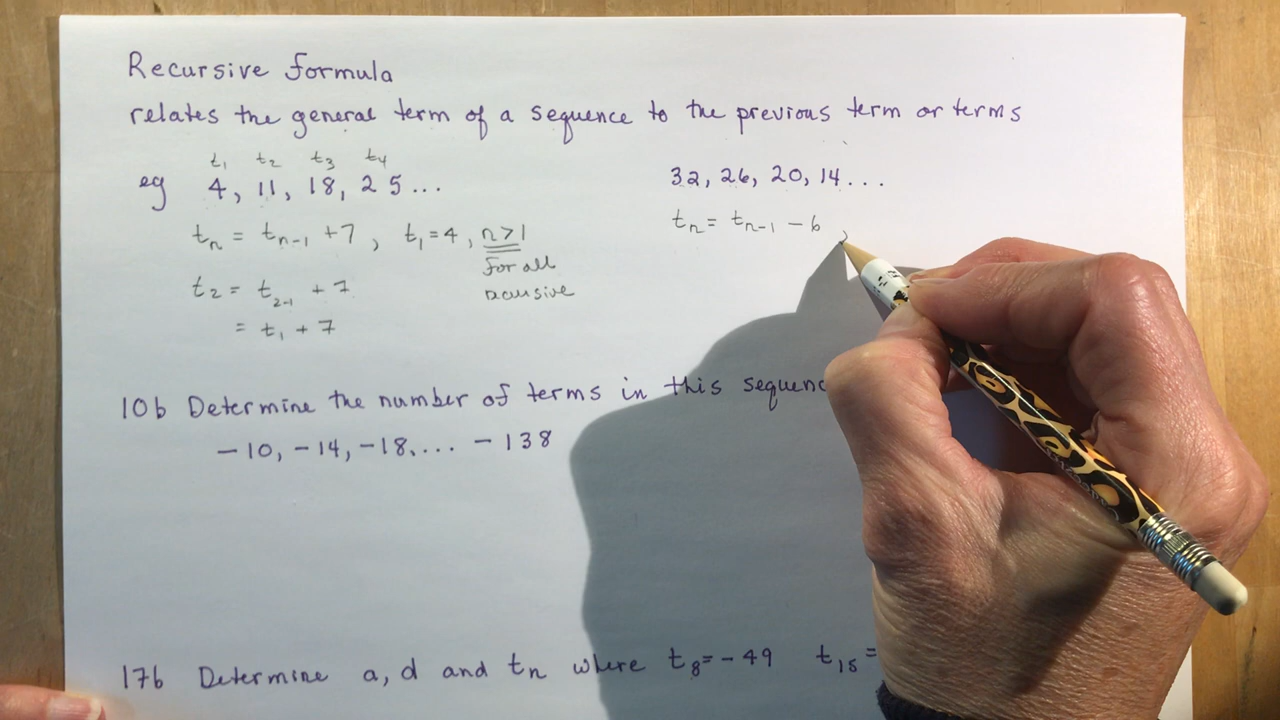 Recursive formula
relates the general term of a sequence to the previous term or terms
t₁ t₂ t₃ t₄
eg 4, 11, 18, 25...
tₙ = tₙ₋₁ +7, t₁=4, n>1
for all
recursive
t₂ = t₂₋₁ + 7
= t₁ + 7
32, 26, 20, 14...
tₙ = tₙ₋₁ - 6 ,
10b Determine the number of terms in this sequenc
-10, -14, -18, ... -138
17b Determine a, d and tₙ where t₈=-49 t₁₅=